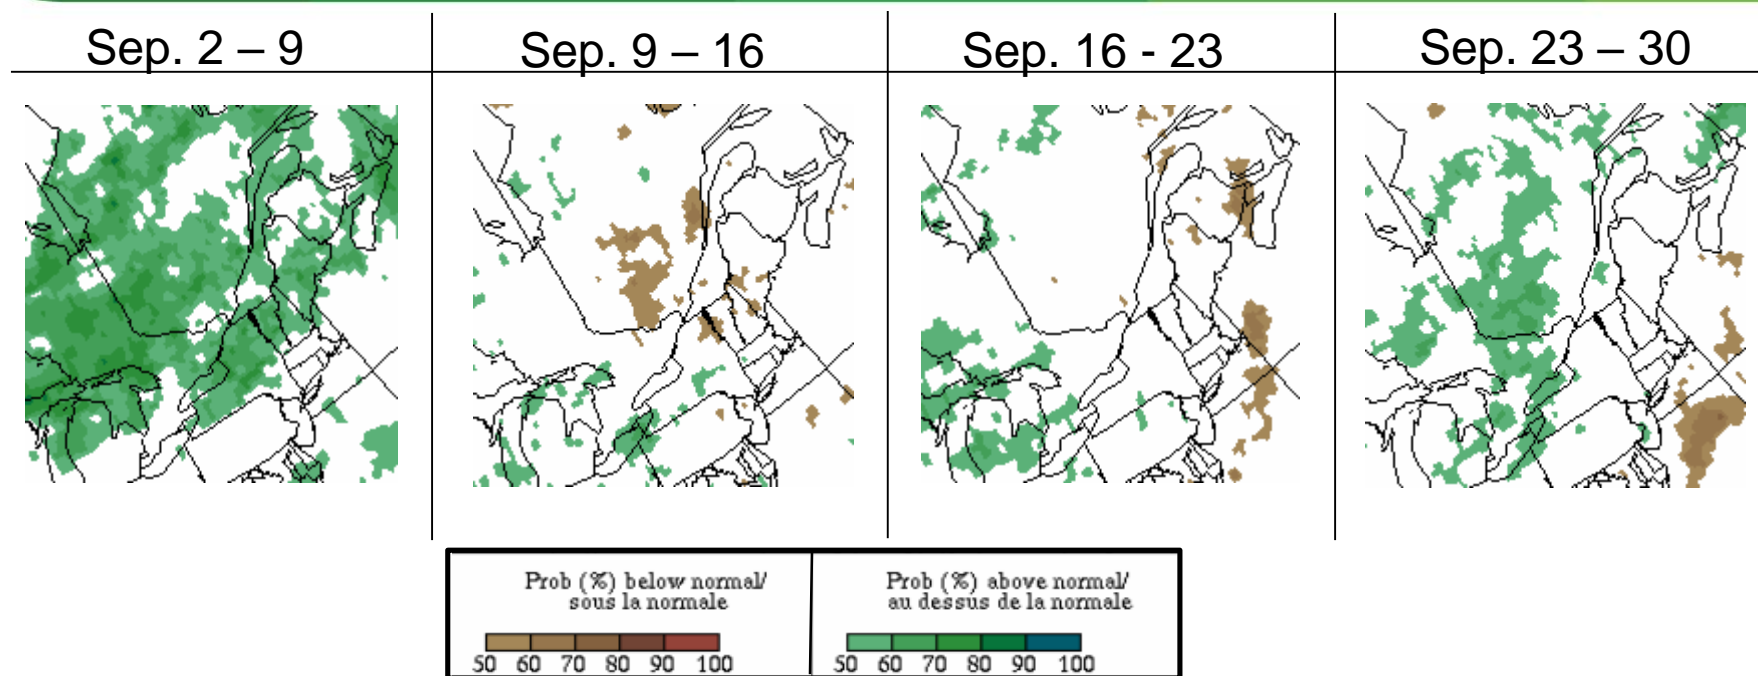 Sep. 2 – 9
Sep. 9 – 16
Sep. 16 - 23
Sep. 23 – 30
Prob (%) below normal/
sous la normale
50 60 70 80 90 100
Prob (%) above normal/
au dessus de la normale
50 60 70 80 90 100